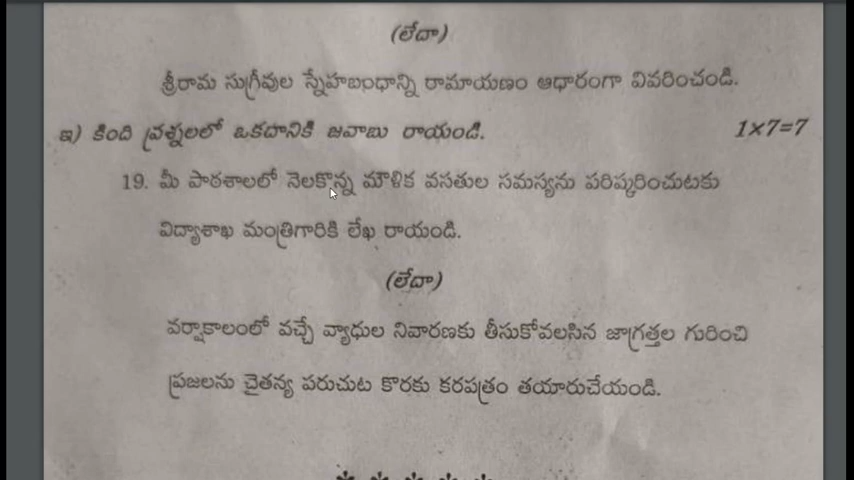 (లేదా)
శ్రీరామ సుగ్రీవుల స్నేహబంధాన్ని రామాయణం ఆధారంగా వివరించండి.
ఇ) కింది ప్రశ్నలలో ఒకదానికి జవాబు రాయండి. 1×7=7
19. మీ పాఠశాలలో నెలకొన్న మౌళిక వసతుల సమస్యను పరిష్కరించుటకు
విద్యాశాఖ మంత్రిగారికి లేఖ రాయండి.
(లేదా)
వర్షాకాలంలో వచ్చే వ్యాధుల నివారణకు తీసుకోవలసిన జాగ్రత్తల గురించి
ప్రజలను చైతన్య పరుచుట కొరకు కరపత్రం తయారుచేయండి.